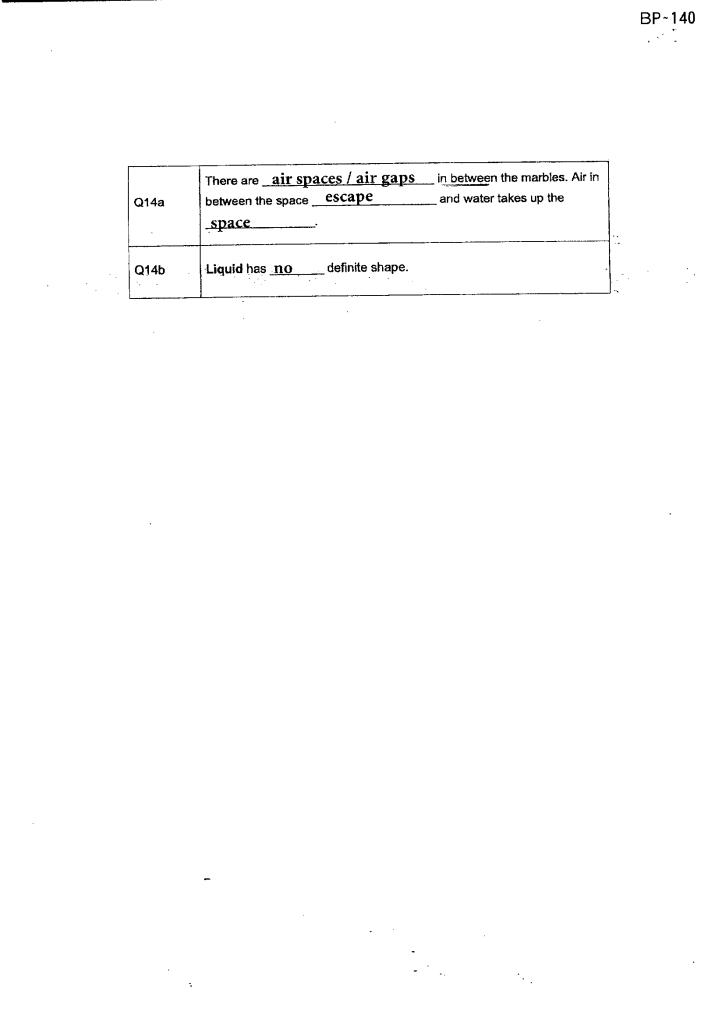 BP-140
There are air spaces / air gaps in between the marbles. Air in
Q14a between the space escape and water takes up the
space.
Q14b Liquid has no definite shape.